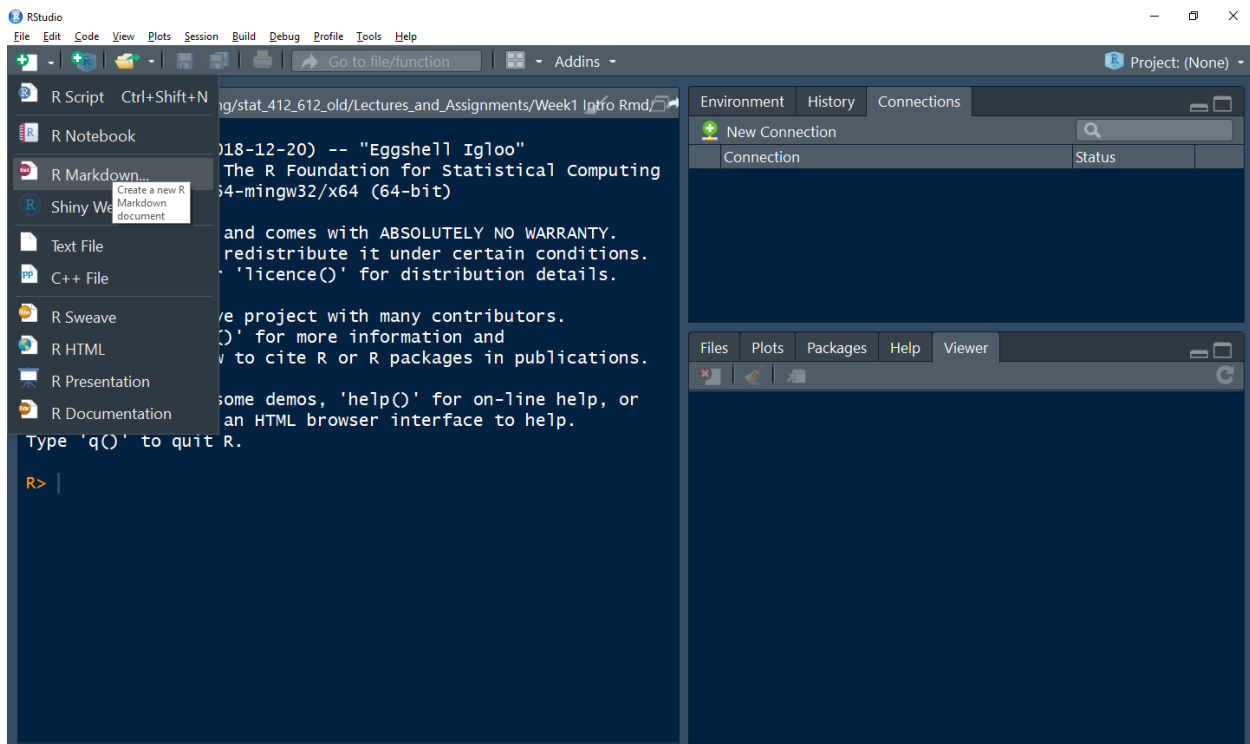 RStudio
File Edit Code View Plots Session Build Debug Profile Tools Help
Go to file/function
Addins
Project: (None)
R Script Ctrl+Shift+N
R Notebook
R Markdown...
Create a new R
Markdown
document
Shiny We
Text File
C++ File
R Sweave
R HTML
R Presentation
R Documentation
g/stat_412_612_old/Lectures_and_Assignments/Week1 Intro Rmd/
18-12-20) -- "Eggshell Igloo"
The R Foundation for Statistical Computing
64-mingw32/x64 (64-bit)
and comes with ABSOLUTELY NO WARRANTY.
redistribute it under certain conditions.
'licence()' for distribution details.
e project with many contributors.
()' for more information and
to cite R or R packages in publications.
some demos, 'help()' for on-line help, or
an HTML browser interface to help.
Type 'q()' to quit R.
R>
Environment History Connections
New Connection
Connection Status
Files Plots Packages Help Viewer